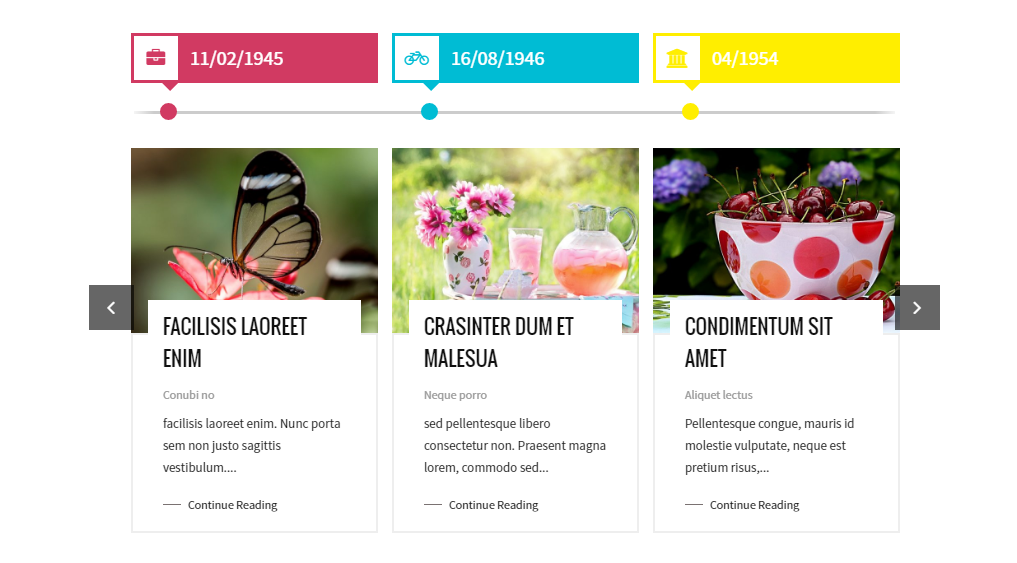 11/02/1945
16/08/1946
04/1954
FACILISIS LAOREET
ENIM
Conubi no
facilisis laoreet enim. Nunc porta
sem non justo sagittis
vestibulum....
Continue Reading
CRASINTER DUM ET
MALESUA
Neque porro
sed pellentesque libero
consectetur non. Praesent magna
lorem, commodo sed...
Continue Reading
CONDIMENTUM SIT
AMET
Aliquet lectus
Pellentesque congue, mauris id
molestie vulputate, neque est
pretium risus,...
Continue Reading